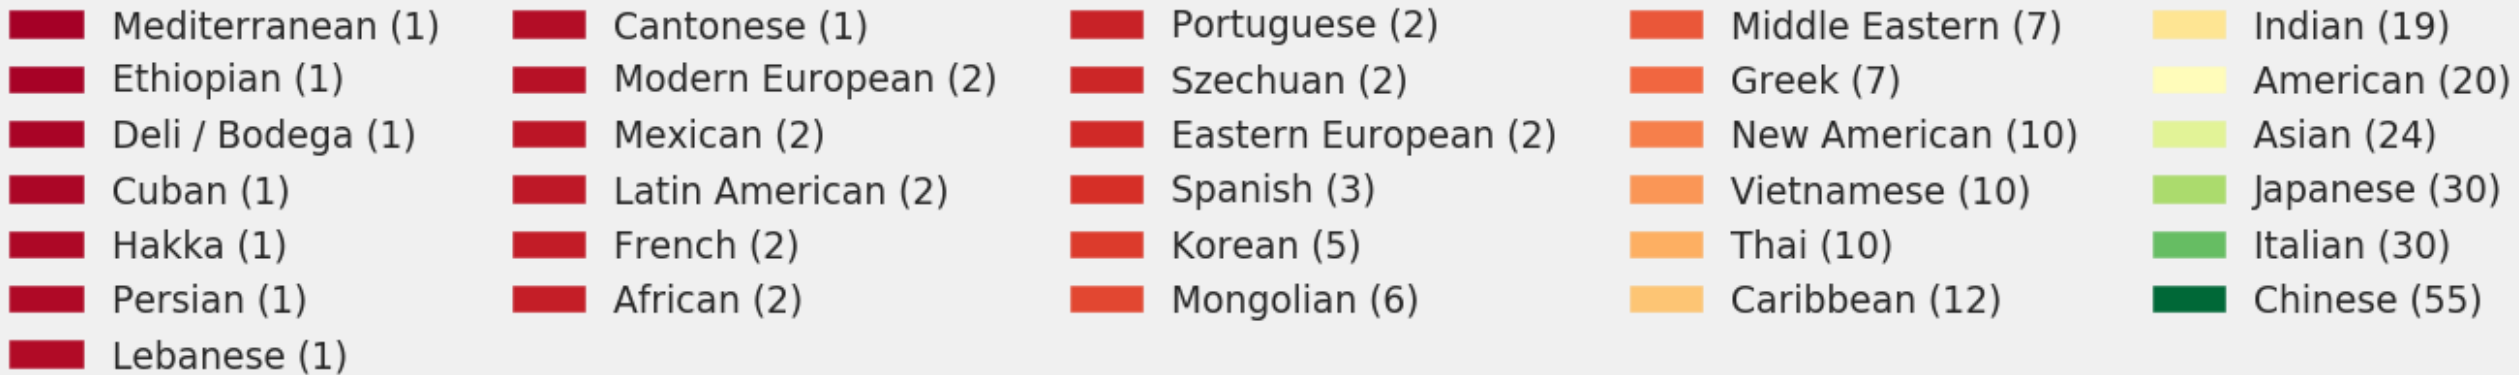 Mediterranean (1)
Ethiopian (1)
Deli / Bodega (1)
Cuban (1)
Hakka (1)
Persian (1)
Lebanese (1)
Cantonese (1)
Modern European (2)
Mexican (2)
Latin American (2)
French (2)
African (2)
Portuguese (2)
Szechuan (2)
Eastern European (2)
Spanish (3)
Korean (5)
Mongolian (6)
Middle Eastern (7)
Greek (7)
New American (10)
Vietnamese (10)
Thai (10)
Caribbean (12)
Indian (19)
American (20)
Asian (24)
Japanese (30)
Italian (30)
Chinese (55)